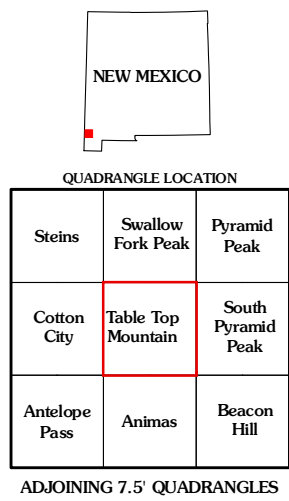 NEW MEXICO
QUADRANGLE LOCATION
Steins
Swallow
Fork Peak
Pyramid
Peak
Cotton
City
Table Top
Mountain
South
Pyramid
Peak
Antelope
Pass
Animas
Beacon
Hill
ADJOINING 7.5' QUADRANGLES